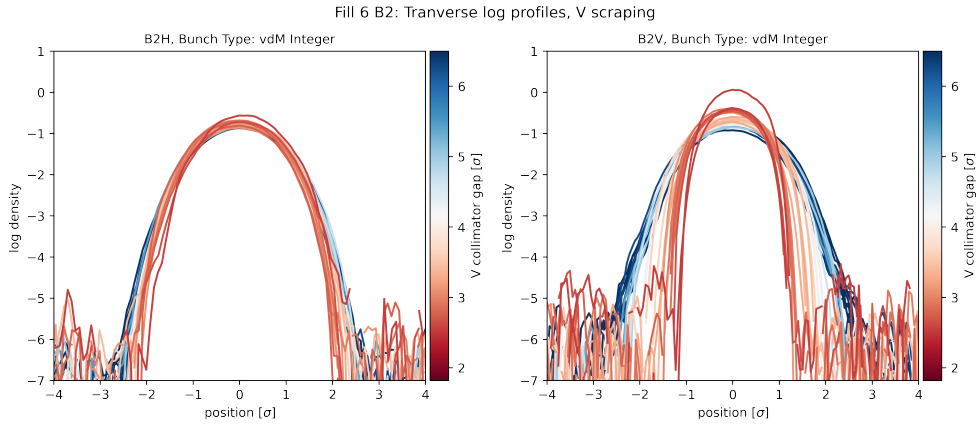 Fill 6 B2: Tranverse log profiles, V scraping
B2H, Bunch Type: vdM Integer
1
0
−1
−2
−3
−4
−5
−6
−7
log density
−4 −3 −2 −1 0 1 2 3 4
position [σ]
6
5
4
3
2
V collimator gap [σ]
B2V, Bunch Type: vdM Integer
1
0
−1
−2
−3
−4
−5
−6
−7
log density
−4 −3 −2 −1 0 1 2 3 4
position [σ]
6
5
4
3
2
V collimator gap [σ]